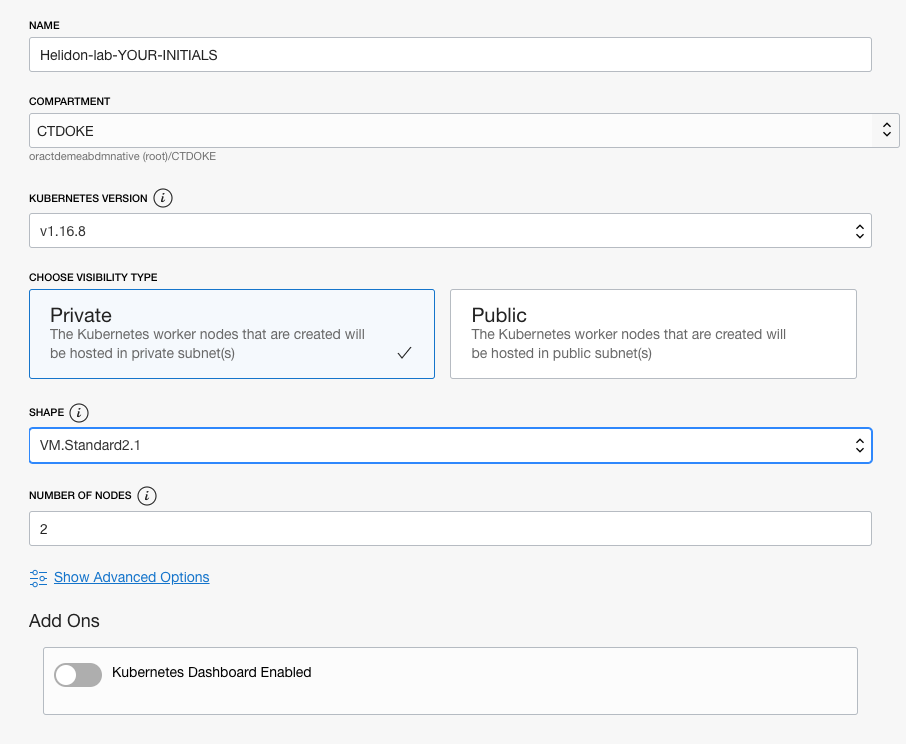 NAME
Helidon-lab-YOUR-INITIALS
COMPARTMENT
CTDOKE
oractdemeabdmnative (root)/CTDOKE
KUBERNETES VERSION i
v1.16.8
CHOOSE VISIBILITY TYPE
Private
The Kubernetes worker nodes that are created will
be hosted in private subnet(s)
Public
The Kubernetes worker nodes that are created will
be hosted in public subnet(s)
SHAPE i
VM.Standard2.1
NUMBER OF NODES i
2
Show Advanced Options
Add Ons
Kubernetes Dashboard Enabled